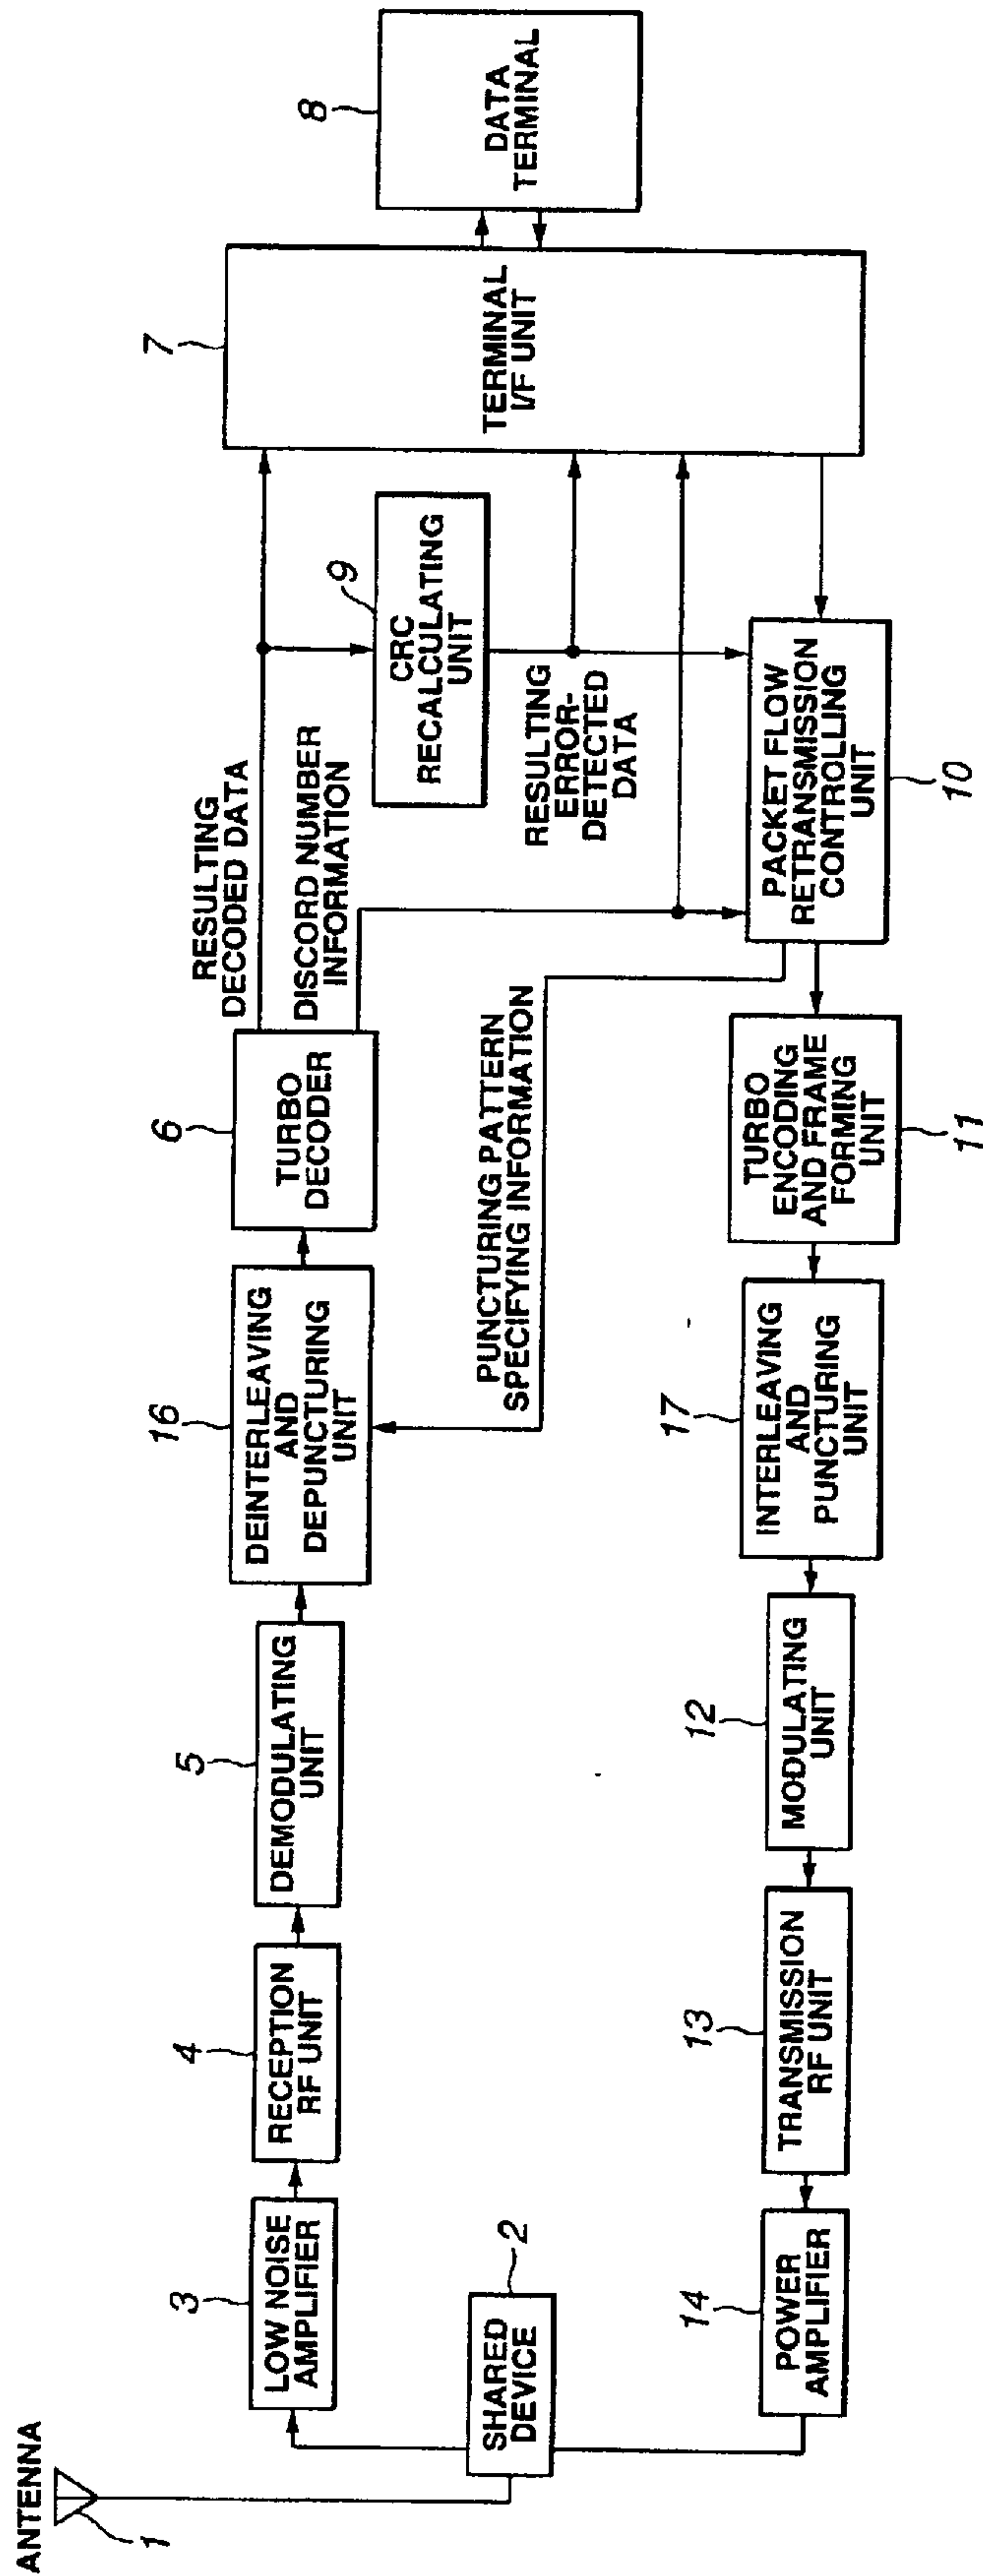 ANTENNA
1
SHARED
DEVICE
2
3
LOW NOISE
AMPLIFIER
4
RECEPTION
RF UNIT
5
DEMODULATING
UNIT
16
DEINTERLEAVING
AND
DEPUNCTURING
UNIT
6
TURBO
DECODER
RESULTING
DECODED DATA
DISCORD NUMBER
INFORMATION
9
CRC
RECALCULATING
UNIT
RESULTING
ERROR-
DETECTED
DATA
7
TERMINAL
I/F UNIT
8
DATA
TERMINAL
PUNCTURING PATTERN
SPECIFYING INFORMATION
14
POWER
AMPLIFIER
13
TRANSMISSION
RF UNIT
12
MODULATING
UNIT
17
INTERLEAVING
AND
PUNCTURING
UNIT
TURBO
ENCODING
AND FRAME
FORMING
UNIT
11
PACKET FLOW
RETRANSMISSION
CONTROLLING
UNIT
10